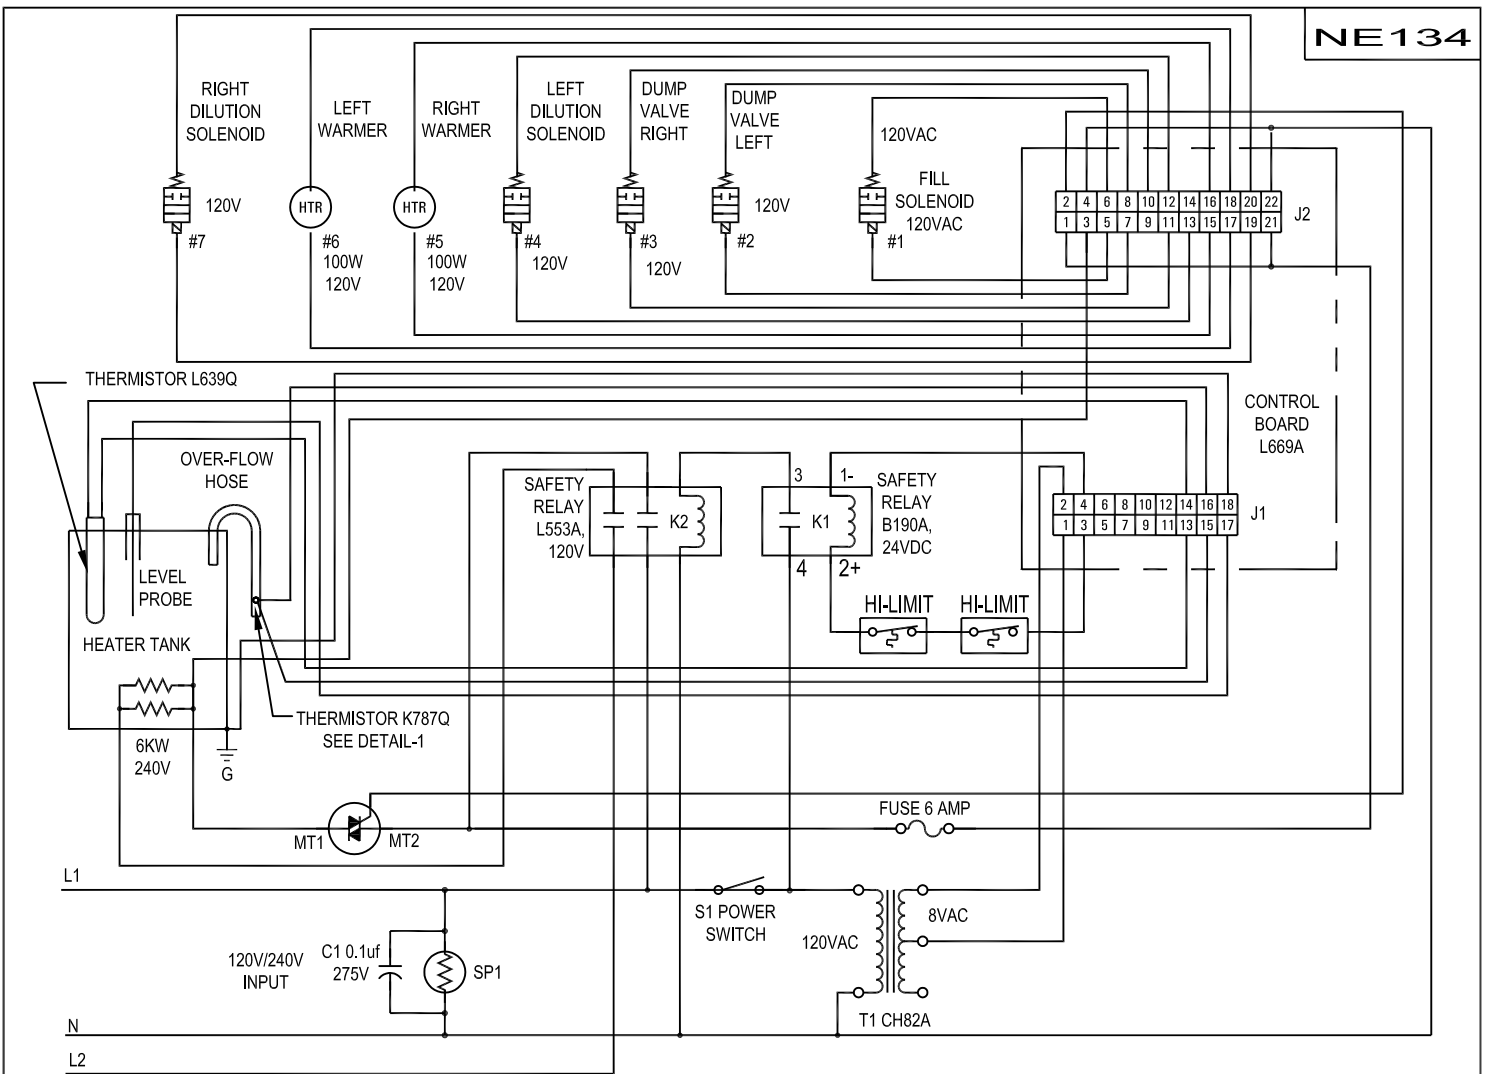 NE134
RIGHT
DILUTION
SOLENOID
LEFT
WARMER
RIGHT
WARMER
LEFT
DILUTION
SOLENOID
DUMP
VALVE
RIGHT
DUMP
VALVE
LEFT
120VAC
FILL
SOLENOID
120VAC
120V
HTR
HTR
120V
#7
#6
100W
120V
#5
100W
120V
#4
120V
#3
120V
#2
#1
2 4 6 8 10 12 14 16 18 20 22
1 3 5 7 9 11 13 15 17 19 21
J2
THERMISTOR L639Q
CONTROL
BOARD
L669A
OVER-FLOW
HOSE
SAFETY
RELAY
L553A,
120V
K2
3
1-
K1
4
2+
SAFETY
RELAY
B190A,
24VDC
2 4 6 8 10 12 14 16 18
1 3 5 7 9 11 13 15 17
J1
LEVEL
PROBE
HEATER TANK
HI-LIMIT
HI-LIMIT
6KW
240V
G
THERMISTOR K787Q
SEE DETAIL-1
MT1
MT2
FUSE 6 AMP
L1
S1 POWER
SWITCH
120VAC
8VAC
T1 CH82A
120V/240V
INPUT
C1 0.1uf
275V
SP1
N
L2